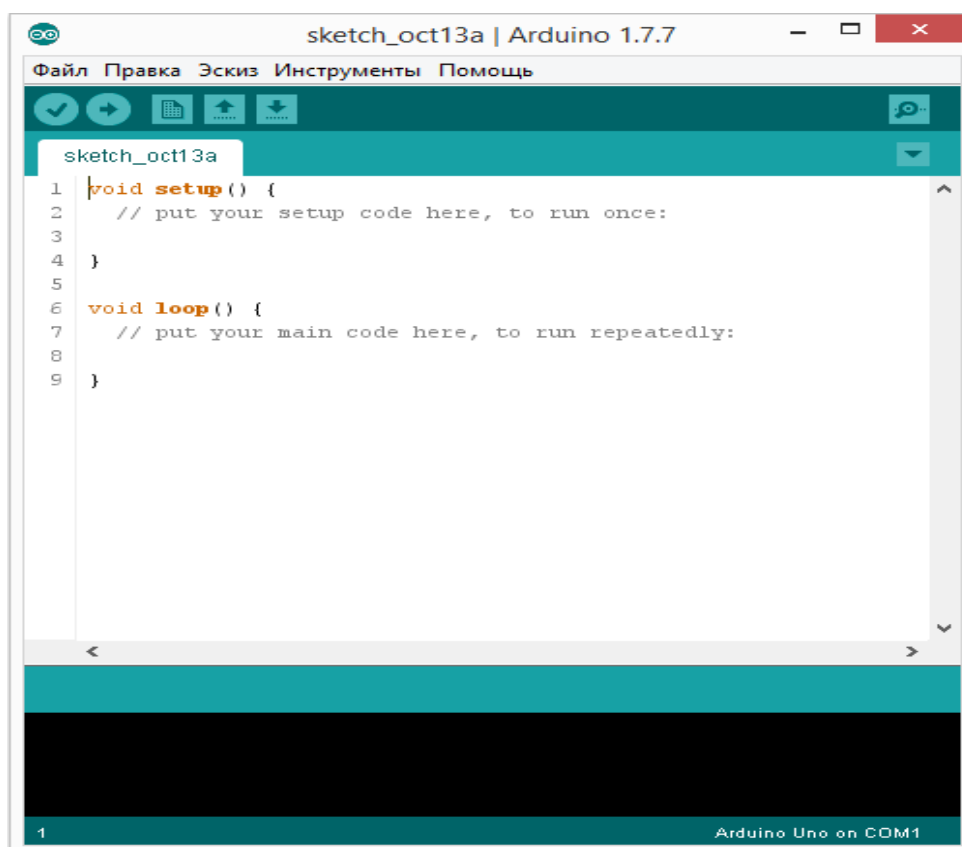 sketch_oct13a | Arduino 1.7.7
Файл Правка Эскиз Инструменты Помощь
sketch_oct13a
1 void setup() {
2   // put your setup code here, to run once:
3
4 }
5
6 void loop() {
7   // put your main code here, to run repeatedly:
8
9 }
1 Arduino Uno on COM1